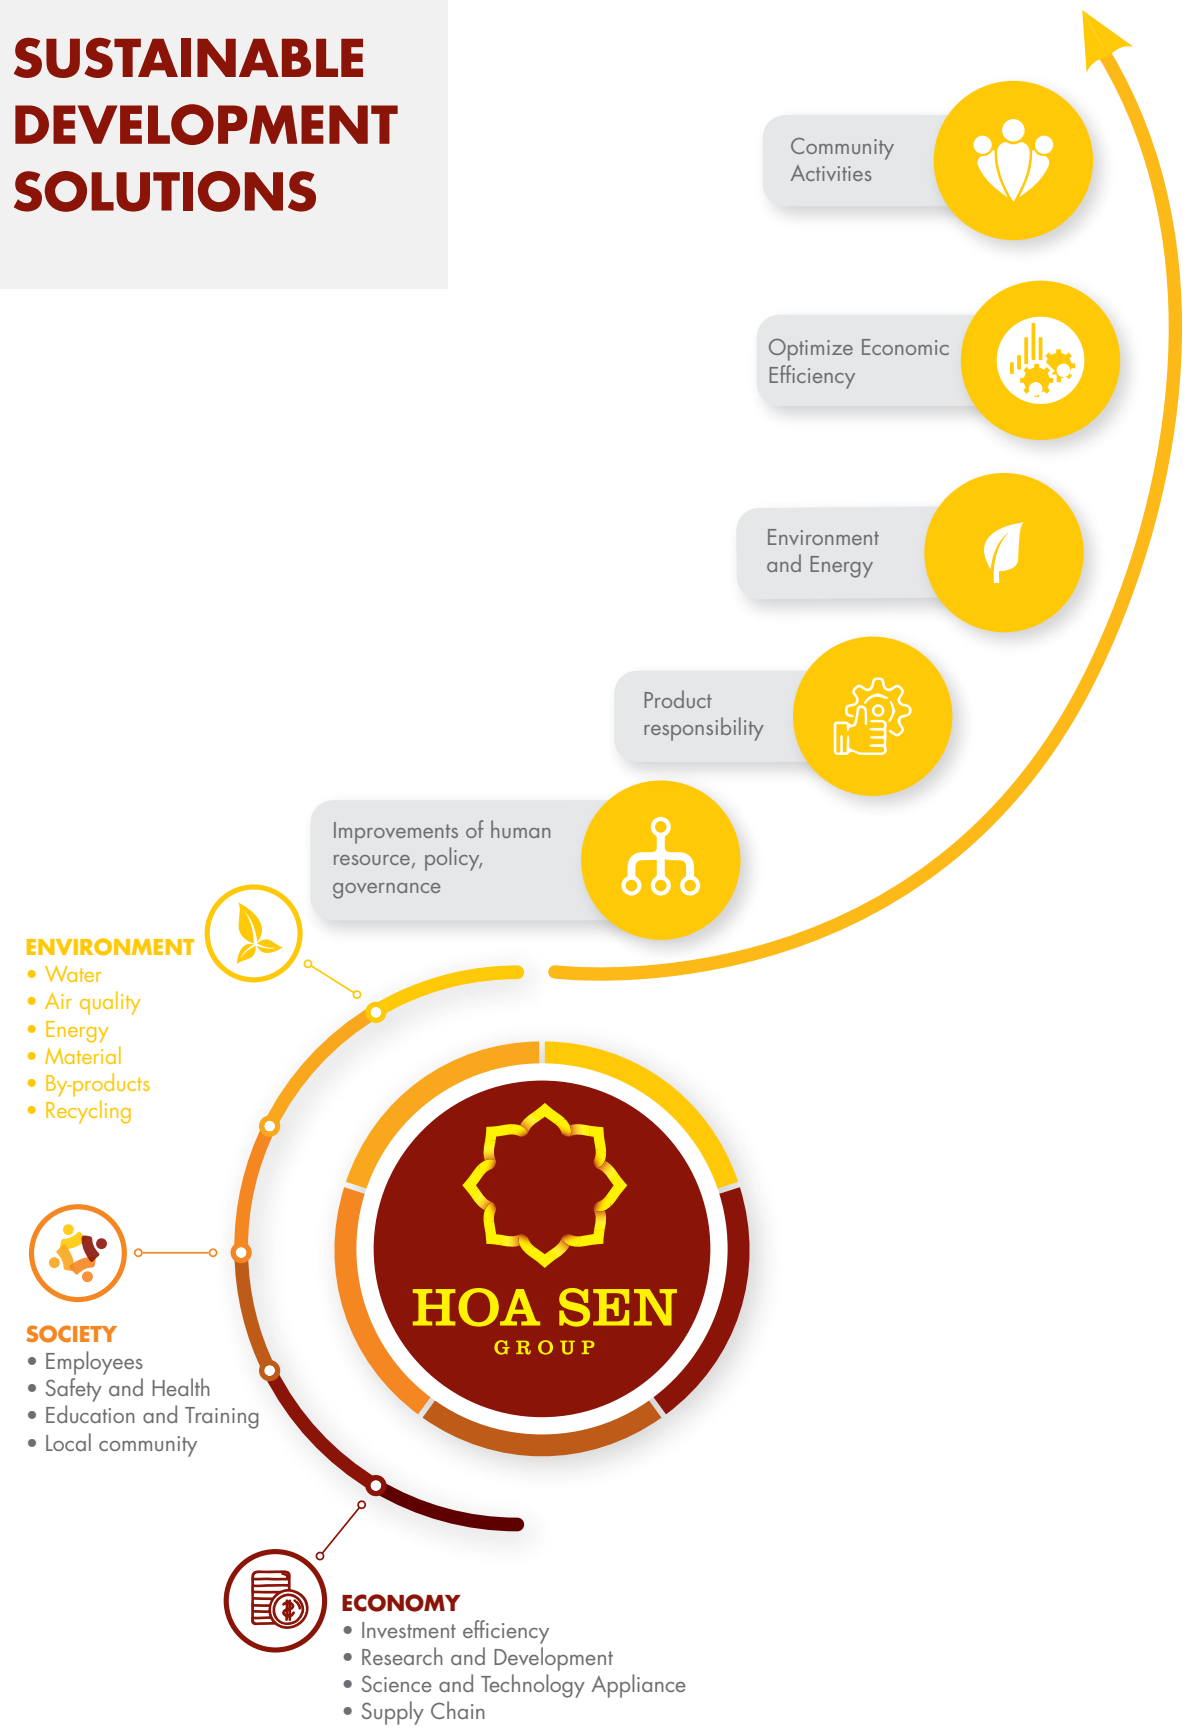 SUSTAINABLE
DEVELOPMENT
SOLUTIONS
Community
Activities
Optimize Economic
Efficiency
Environment
and Energy
Product
responsibility
Improvements of human
resource, policy,
governance
ENVIRONMENT
• Water
• Air quality
• Energy
• Material
• By-products
• Recycling
HOA SEN
GROUP
SOCIETY
• Employees
• Safety and Health
• Education and Training
• Local community
ECONOMY
• Investment efficiency
• Research and Development
• Science and Technology Appliance
• Supply Chain